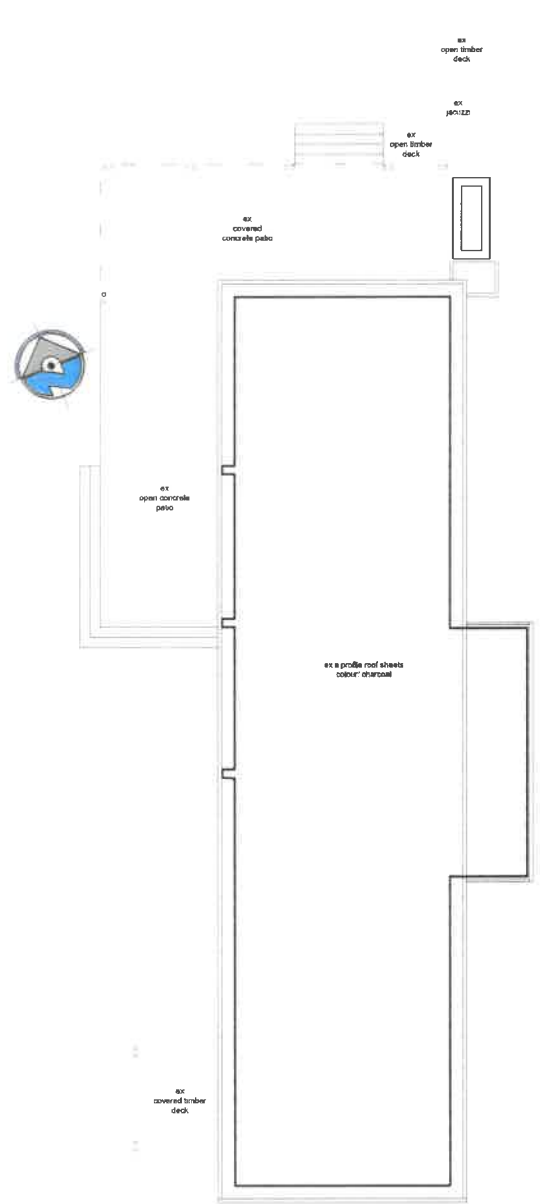 ex
open timber
deck
ex
jacuzzi
ex
open timber
deck
ex
covered
concrete patio
ex
open concrete
patio
ex s profile roof sheets
colour: charcoal
ex
covered timber
deck